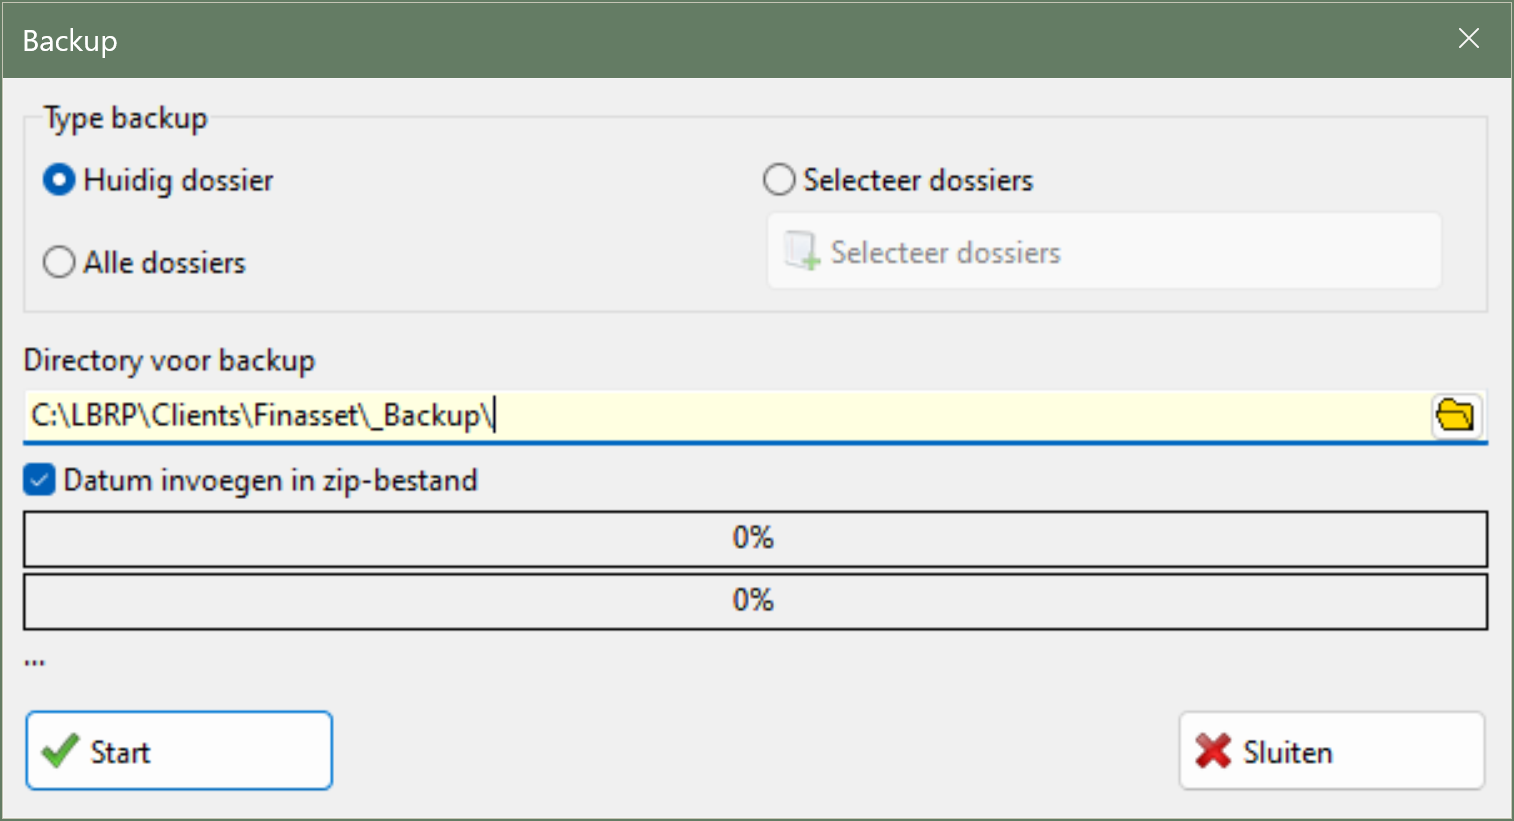 Backup
Type backup
Huidig dossier
Selecteer dossiers
Selecteer dossiers
Alle dossiers
Directory voor backup
C:\LBRP\Clients\Finasset\_Backup\
Datum invoegen in zip-bestand
0%
0%
...
Start
Sluiten